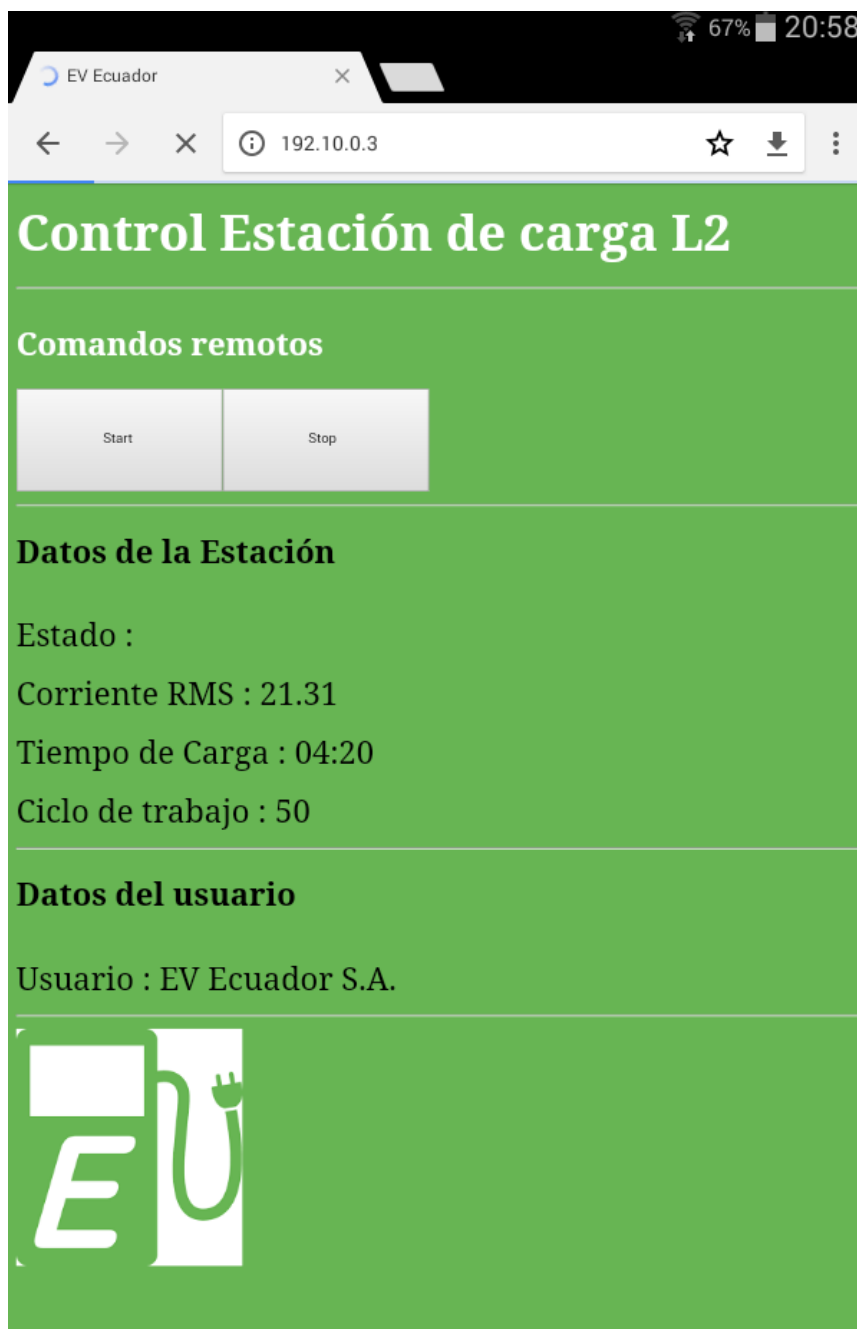 67% 20:58
EV Ecuador
192.10.0.3
Control Estación de carga L2
Comandos remotos
Start Stop
Datos de la Estación
Estado :
Corriente RMS : 21.31
Tiempo de Carga : 04:20
Ciclo de trabajo : 50
Datos del usuario
Usuario : EV Ecuador S.A.
E